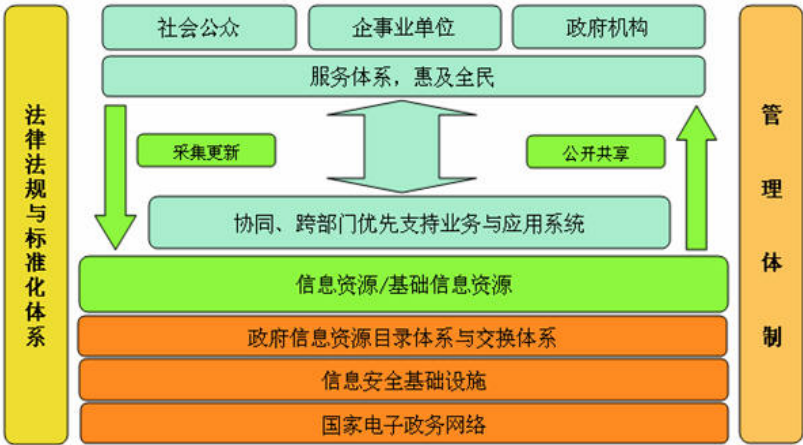 社会公众
企事业单位
政府机构
服务体系，惠及全民
采集更新
公开共享
协同、跨部门优先支持业务与应用系统
信息资源/基础信息资源
政府信息资源目录体系与交换体系
信息安全基础设施
国家电子政务网络
法律法规与标准化体系
管理体制